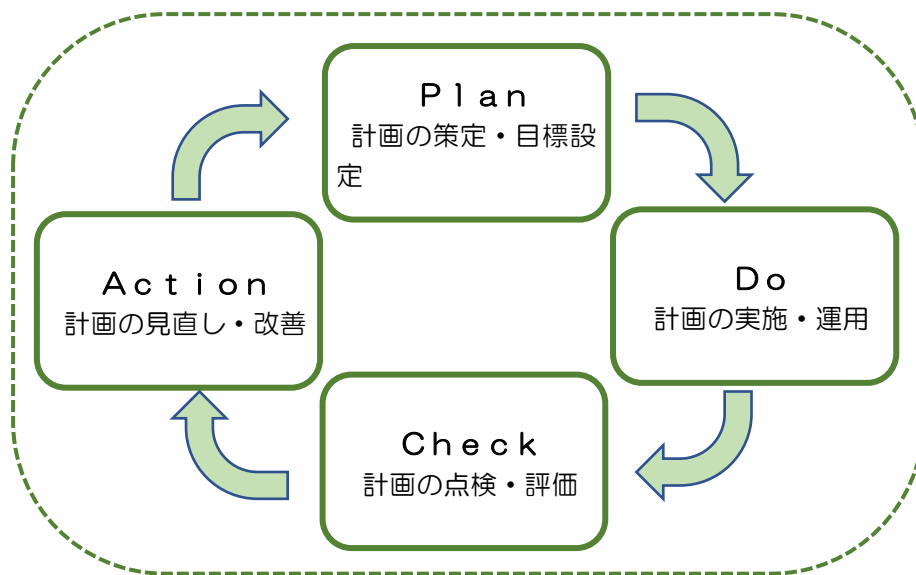 Ｐｌａｎ
計画の策定・目標設
定
Ａｃｔｉｏｎ
計画の見直し・改善
Ｄｏ
計画の実施・運用
Ｃｈｅｃｋ
計画の点検・評価